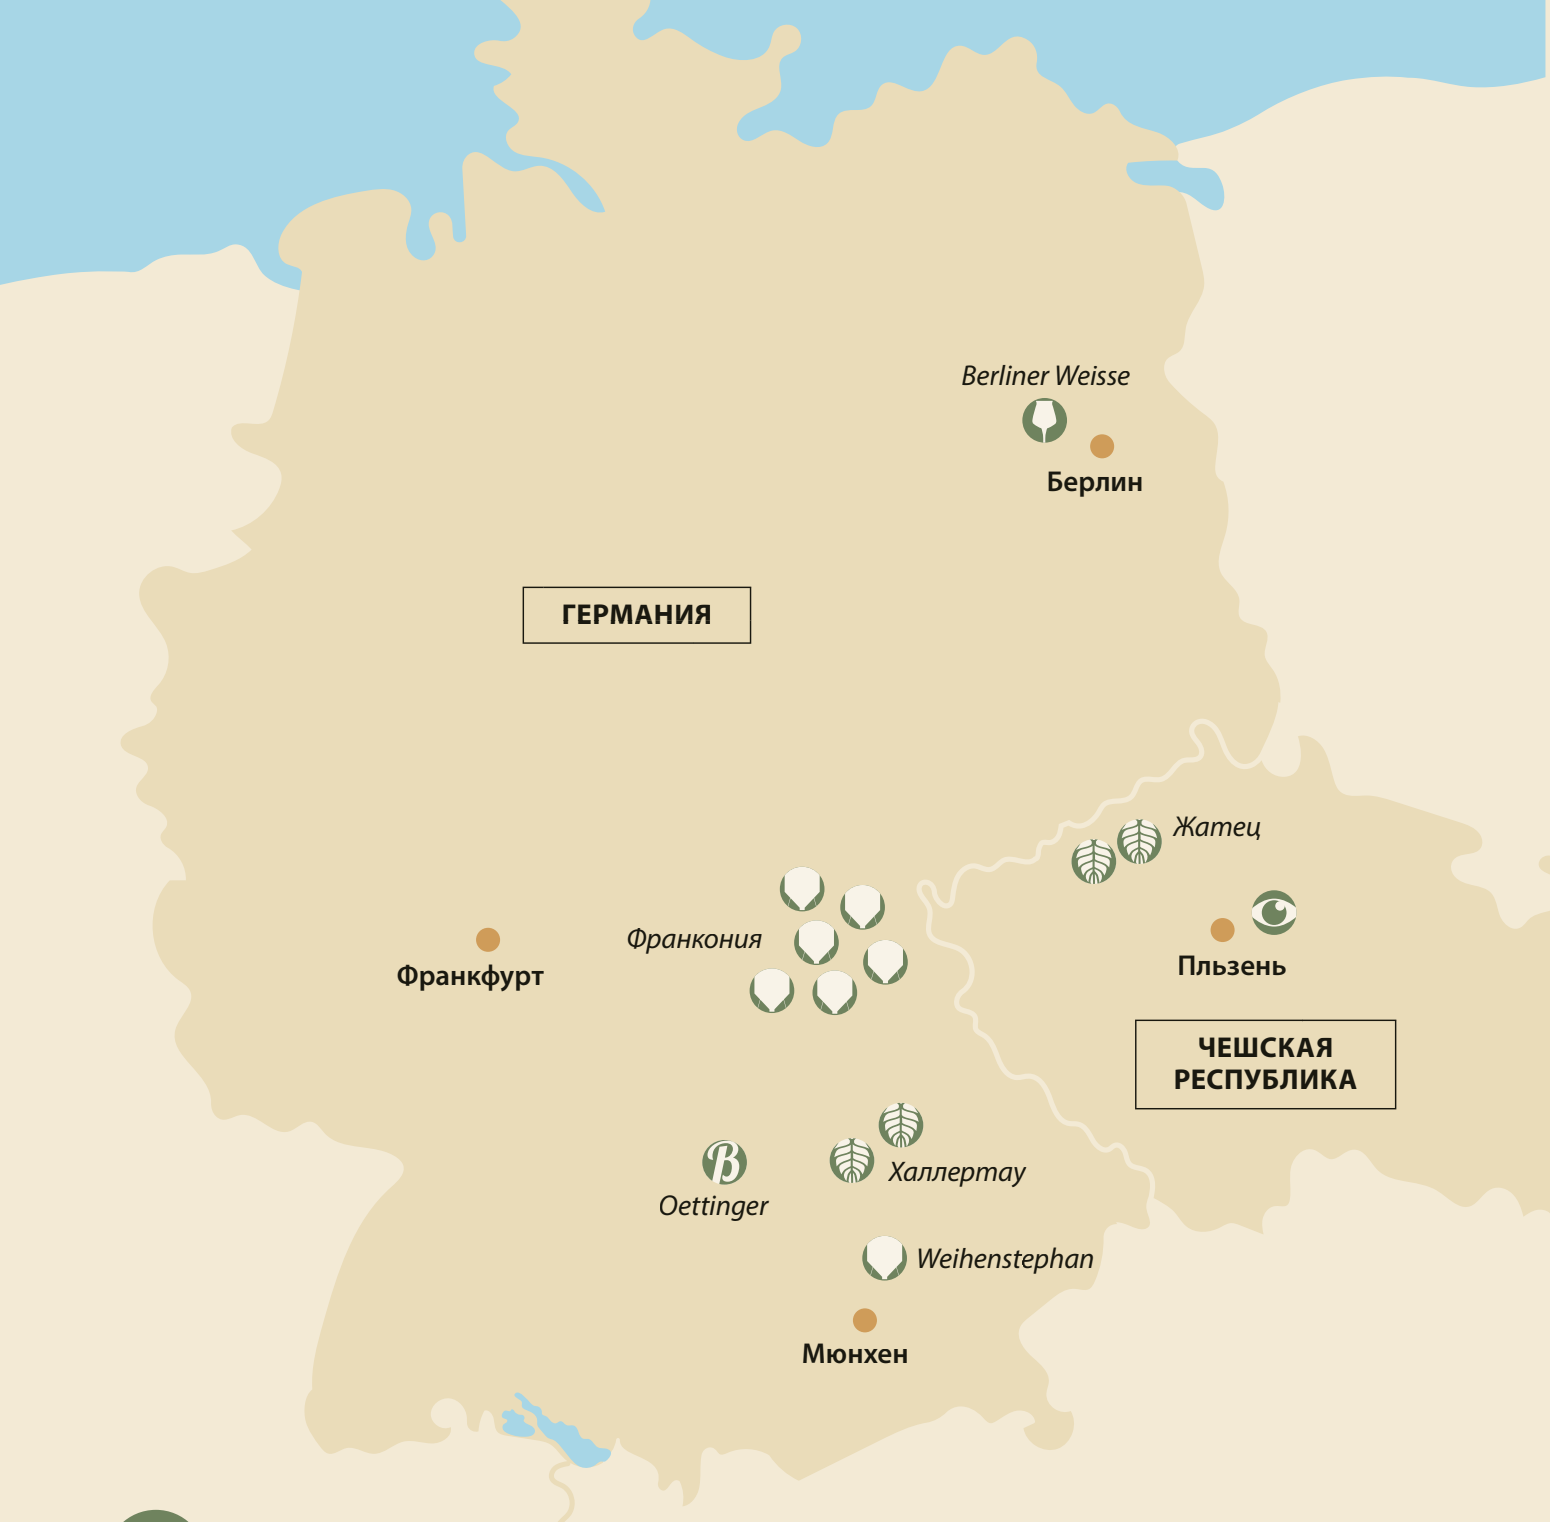 Berliner Weisse
Берлин
ГЕРМАНИЯ
Жатец
Франкония
Франкфурт
Пльзень
ЧЕШСКАЯ
РЕСПУБЛИКА
B
Халлертау
Oettinger
Weihenstephan
Мюнхен